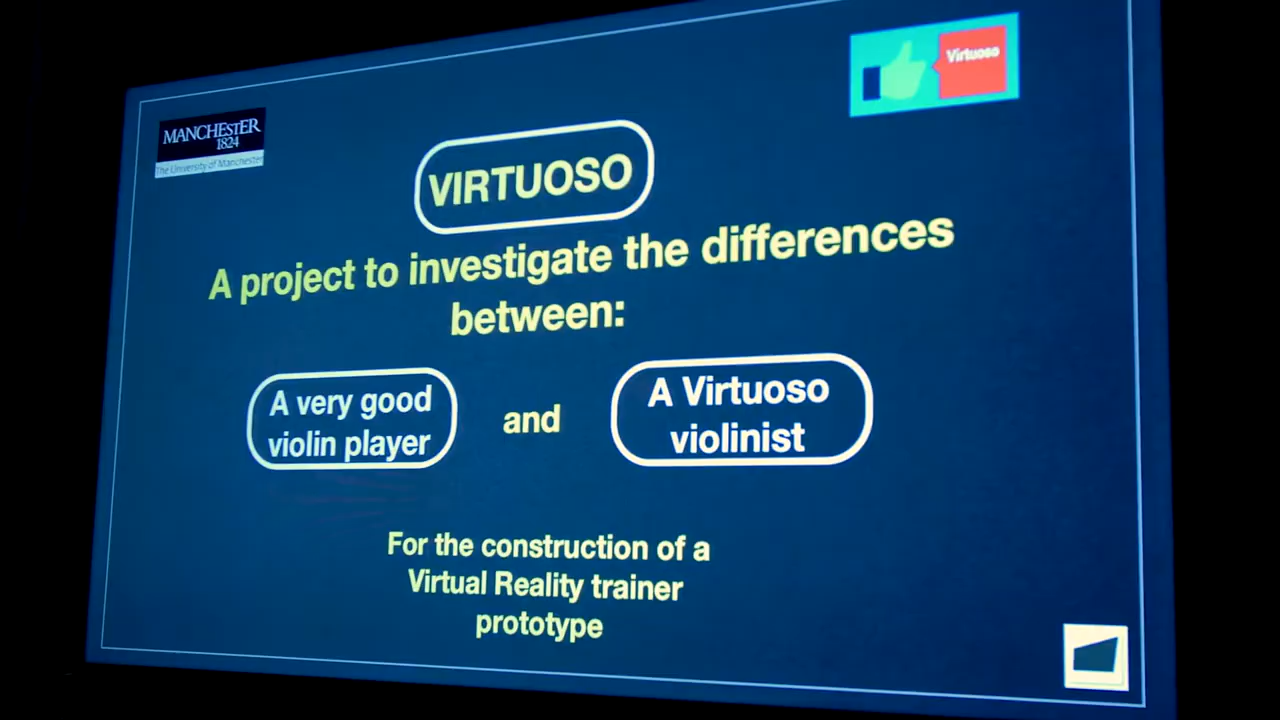 MANCHESTER
1824
The University of Manchester
Virtuoso
VIRTUOSO
A project to investigate the differences
between:
A very good
violin player
and
A Virtuoso
violinist
For the construction of a
Virtual Reality trainer
prototype